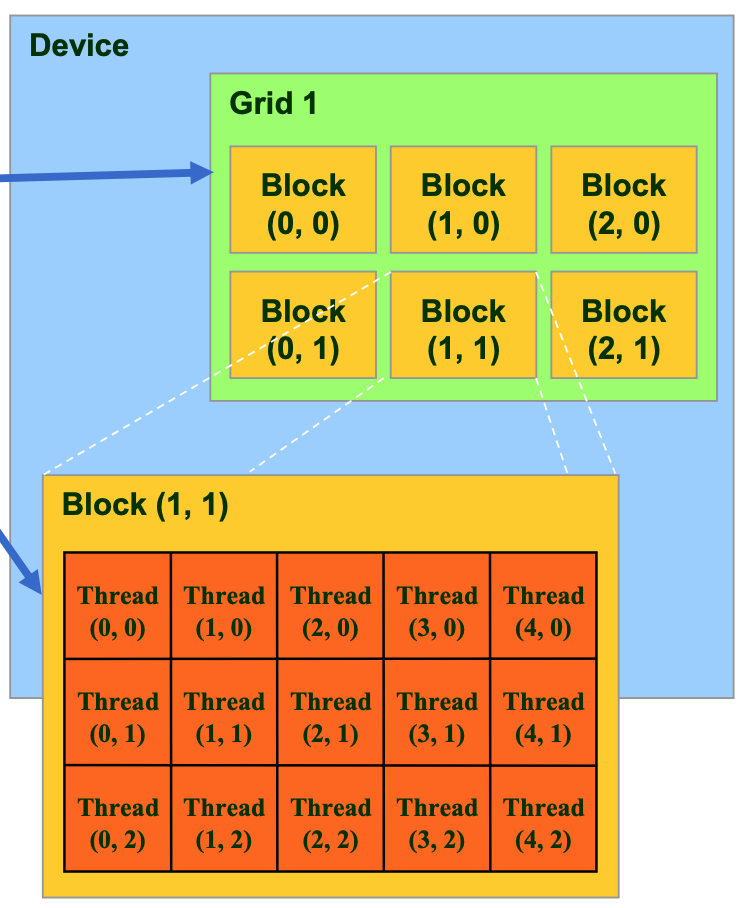 Device
Grid 1
Block
(0, 0)
Block
(1, 0)
Block
(2, 0)
Block
(0, 1)
Block
(1, 1)
Block
(2, 1)
Block (1, 1)
Thread
(0, 0)
Thread
(1, 0)
Thread
(2, 0)
Thread
(3, 0)
Thread
(4, 0)
Thread
(0, 1)
Thread
(1, 1)
Thread
(2, 1)
Thread
(3, 1)
Thread
(4, 1)
Thread
(0, 2)
Thread
(1, 2)
Thread
(2, 2)
Thread
(3, 2)
Thread
(4, 2)